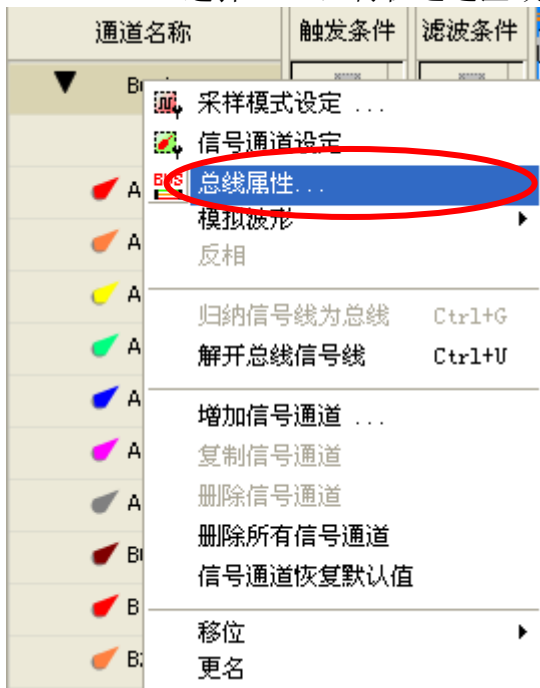 通道名称 触发条件 滤波条件
采样模式设定 ...
信号通道设定
BUS 总线属性...
模拟波形
反相
A
A
A
归纳信号线为总线 Ctrl+G
A
解开总线信号线 Ctrl+U
A
增加信号通道 ...
A
复制信号通道
A
删除信号通道
删除所有信号通道
信号通道恢复默认值
移位
更名